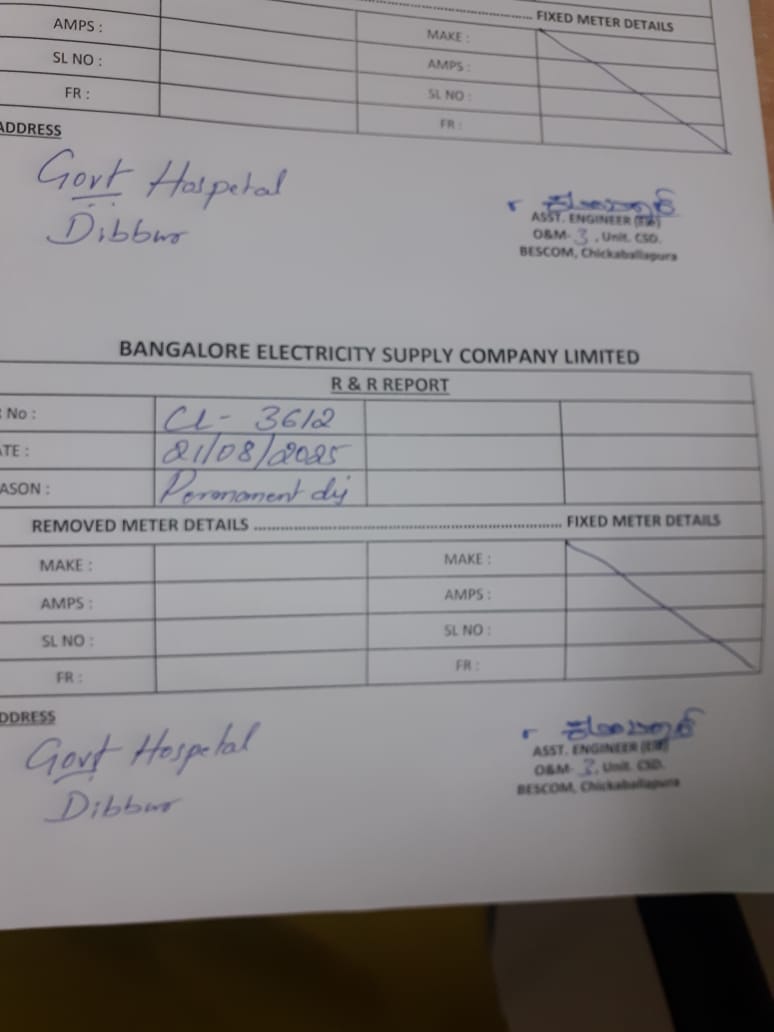 FIXED METER DETAILS
AMPS : MAKE :
SL NO : AMPS :
FR : SL NO :
FR :
ADDRESS
Govt Hospetal
Dibbur
ASST. ENGINEER (ವಿ)
O&M- 3, Unit. CSD.
BESCOM, Chickaballapura
BANGALORE ELECTRICITY SUPPLY COMPANY LIMITED
R & R REPORT
No : CL- 3612
ATE : 21/08/2025
ASON : Permanent dis
REMOVED METER DETAILS ........................................................................ FIXED METER DETAILS
MAKE : MAKE :
AMPS : AMPS :
SL NO : SL NO :
FR : FR :
DDRESS
Govt Hospetal
Dibbur
ASST. ENGINEER (ವಿ)
O&M- 3, Unit. CSD.
BESCOM, Chickaballapura